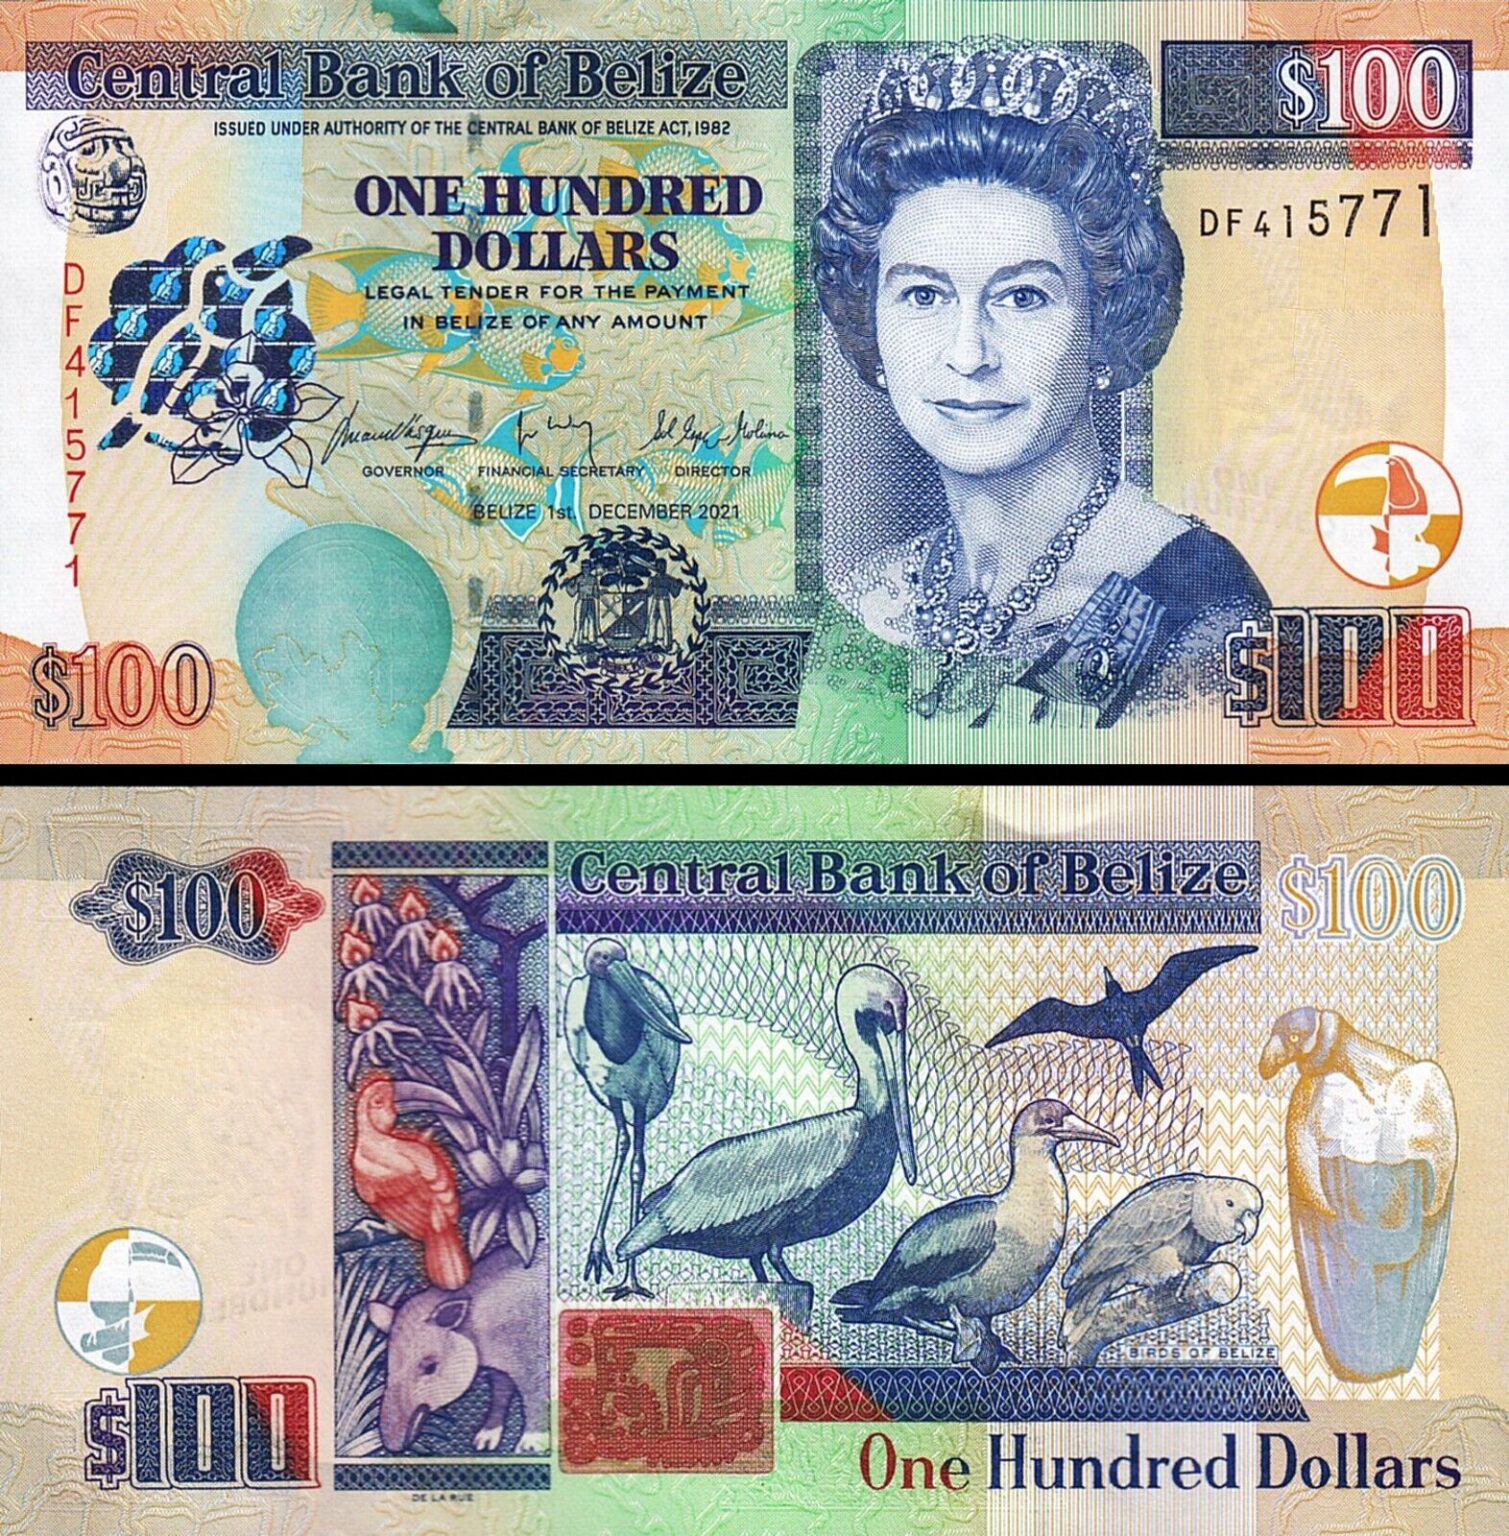 Central Bank of Belize
$100
ISSUED UNDER AUTHORITY OF THE CENTRAL BANK OF BELIZE ACT, 1982
ONE HUNDRED
DOLLARS
DF415771
LEGAL TENDER FOR THE PAYMENT
IN BELIZE OF ANY AMOUNT
DF415771
GOVERNOR FINANCIAL SECRETARY DIRECTOR
BELIZE 1st. DECEMBER 2021
$100
$100
$100
Central Bank of Belize
$100
BIRDS OF BELIZE
$100
One Hundred Dollars
DE LA RUE